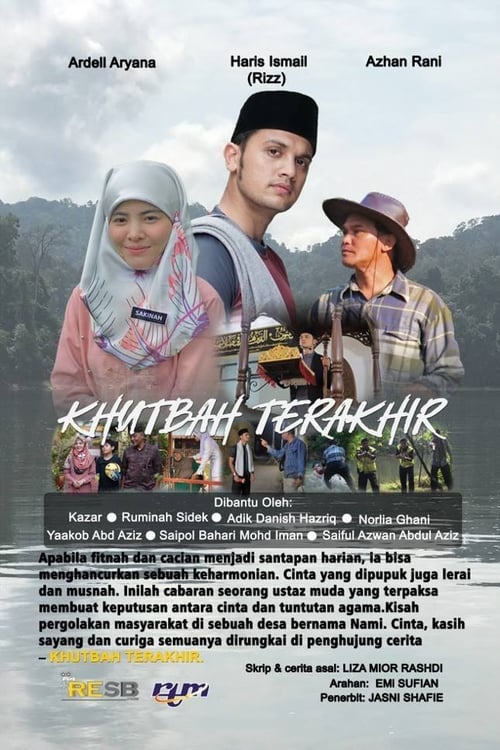 Ardell Aryana
Haris Ismail
(Rizz)
Azhan Rani
SAKINAH
KHUTBAH TERAKHIR
Dibantu Oleh:
Kazar ● Ruminah Sidek ● Adik Danish Hazriq ● Norlia Ghani
Yaakob Abd Aziz ● Saipol Bahari Mohd Iman ● Saiful Azwan Abdul Aziz
Apabila fitnah dan cacian menjadi santapan harian, ia bisa
menghancurkan sebuah keharmonian. Cinta yang dipupuk juga lerai
dan musnah. Inilah cabaran seorang ustaz muda yang terpaksa
membuat keputusan antara cinta dan tuntutan agama.Kisah
pergolakan masyarakat di sebuah desa bernama Nami. Cinta, kasih
sayang dan curiga semuanya dirungkai di penghujung cerita
– KHUTBAH TERAKHIR.
Skrip & cerita asal: LIZA MIOR RASHDI
Arahan: EMI SUFIAN
Penerbit: JASNI SHAFIE
RESB
rtm